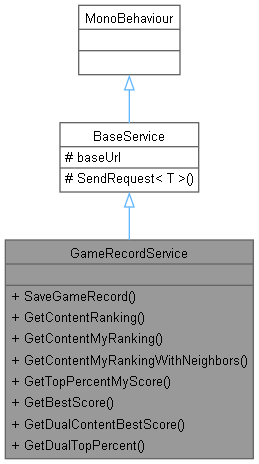 MonoBehaviour
BaseService
# baseUrl
# SendRequest< T >()
GameRecordService
+ SaveGameRecord()
+ GetContentRanking()
+ GetContentMyRanking()
+ GetContentMyRankingWithNeighbors()
+ GetTopPercentMyScore()
+ GetBestScore()
+ GetDualContentBestScore()
+ GetDualTopPercent()